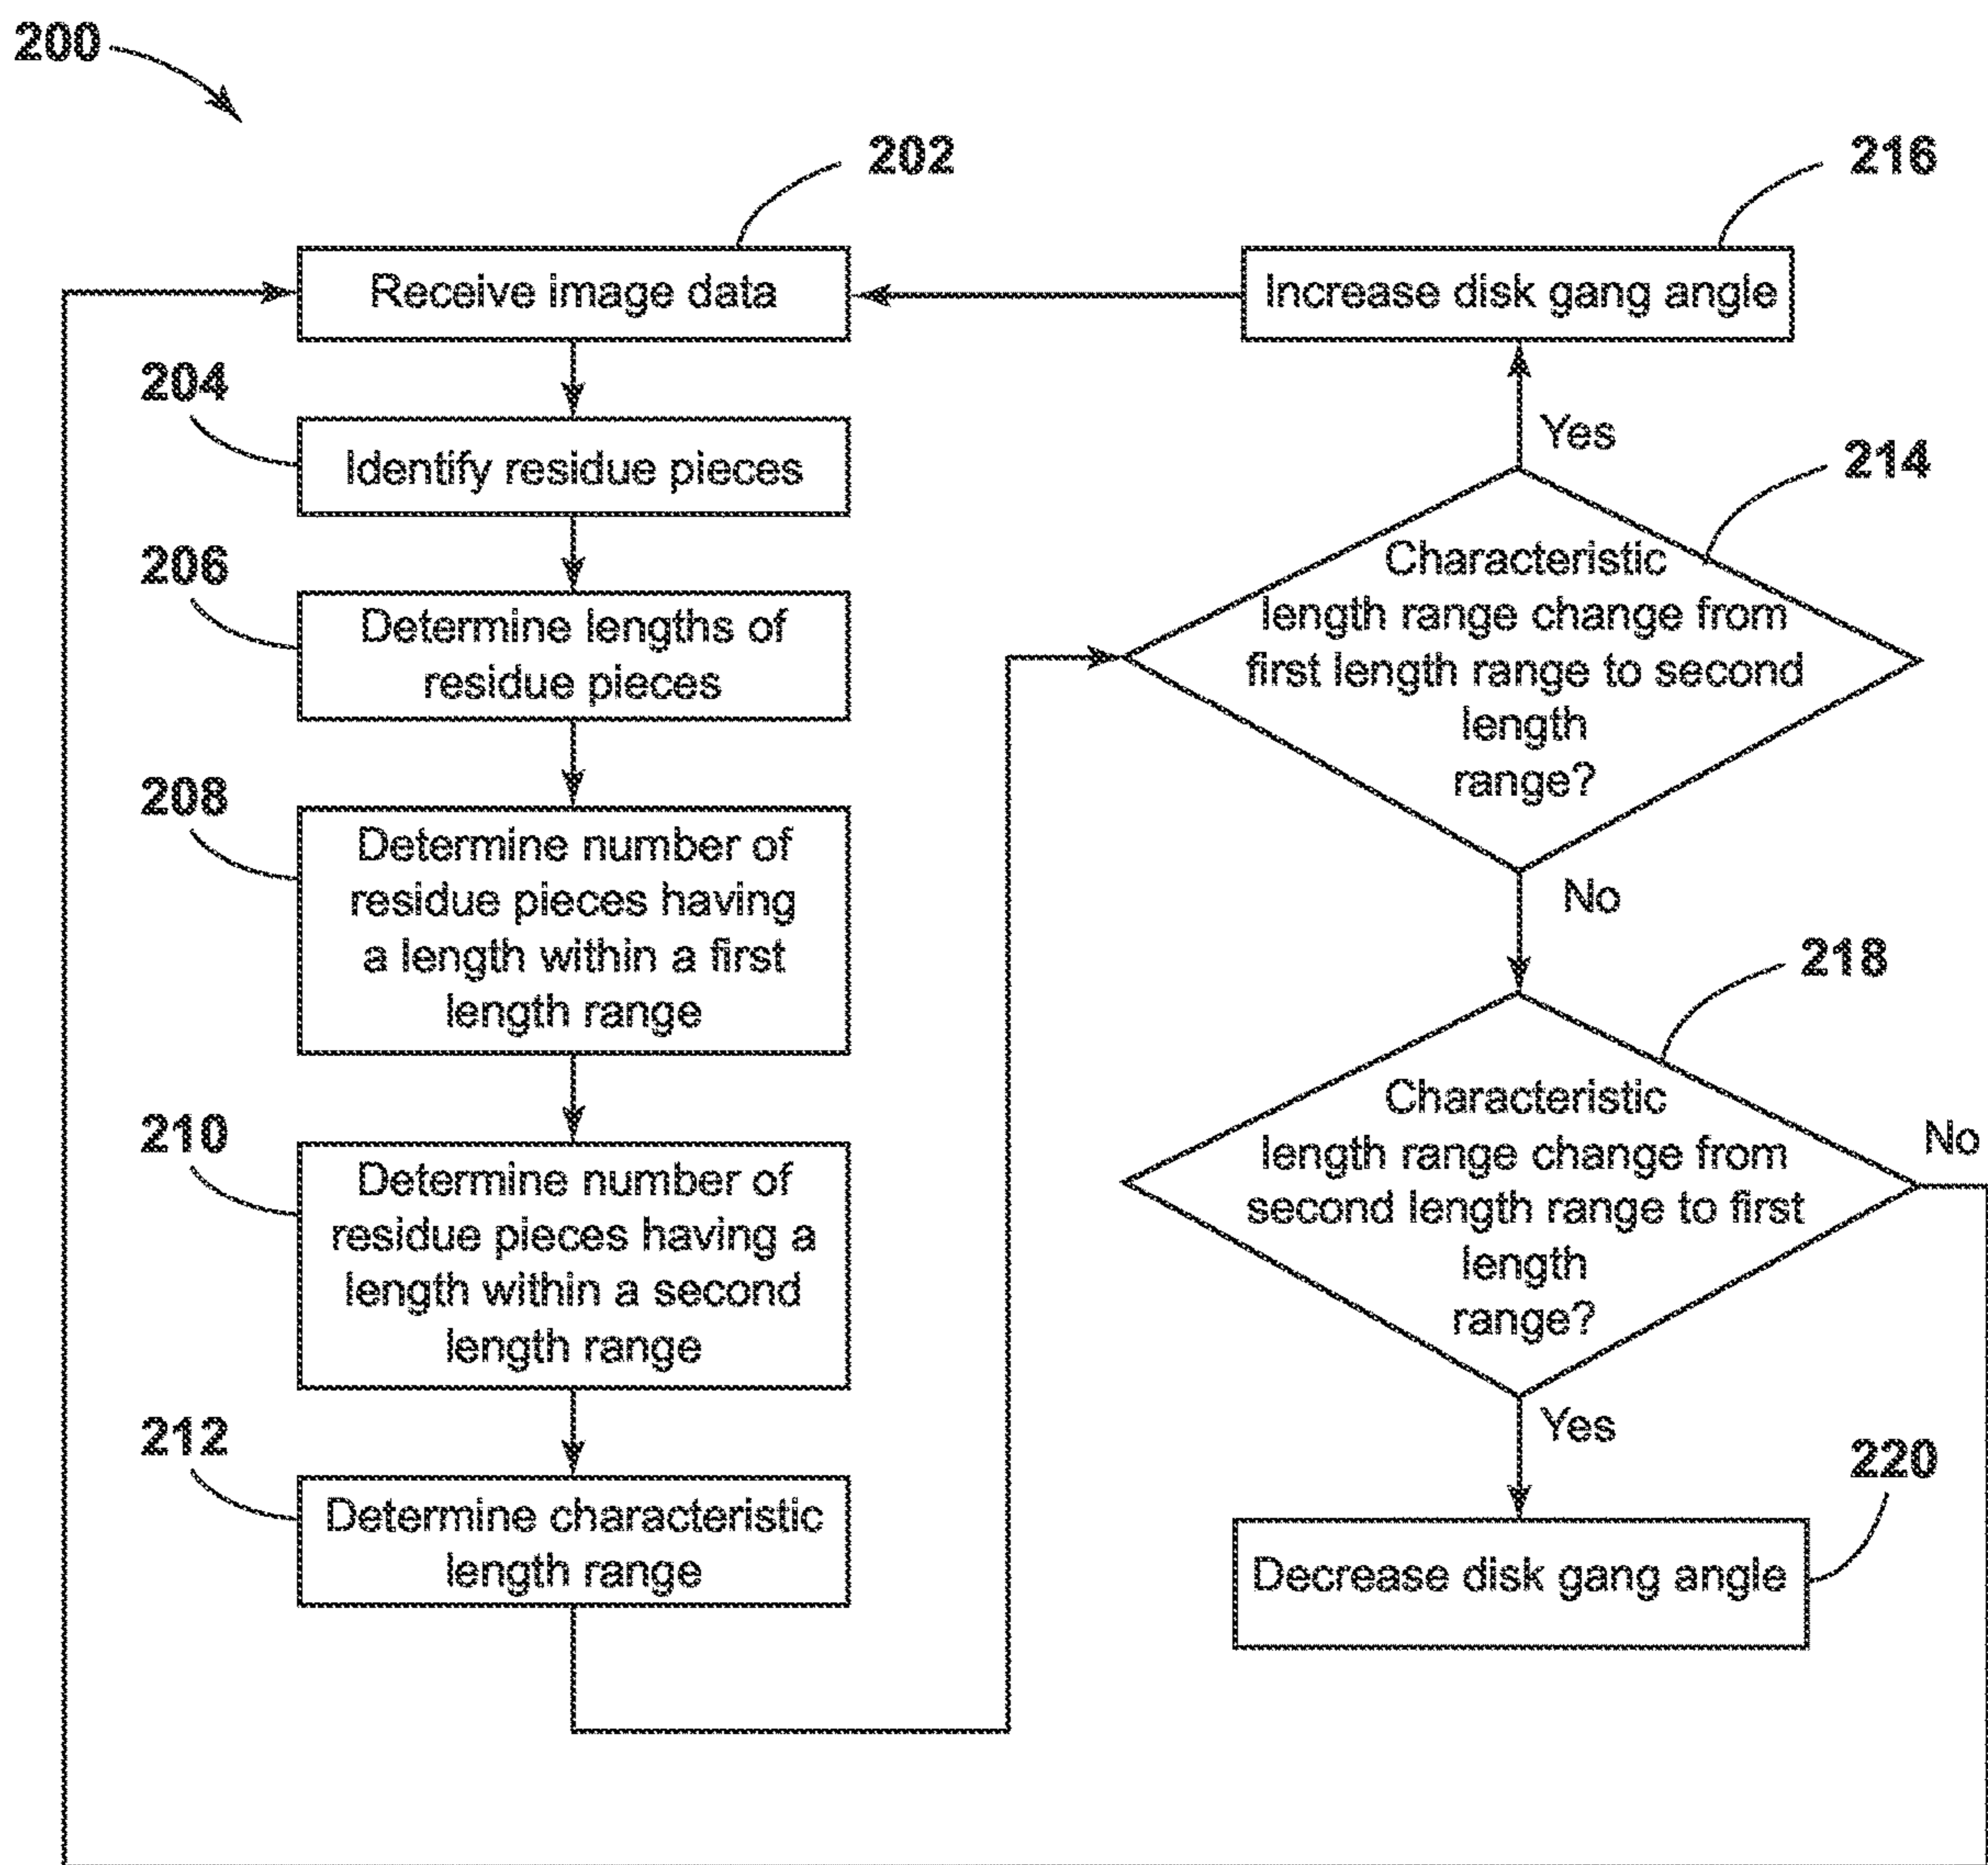 200
202
Receive image data
204
Identify residue pieces
206
Determine lengths of
residue pieces
208
Determine number of
residue pieces having
a length within a first
length range
210
Determine number of
residue pieces having a
length within a second
length range
212
Determine characteristic
length range
216
Increase disk gang angle
Yes
214
Characteristic
length range change from
first length range to second
length
range?
No
218
Characteristic
length range change from
second length range to first
length
range?
No
Yes
220
Decrease disk gang angle